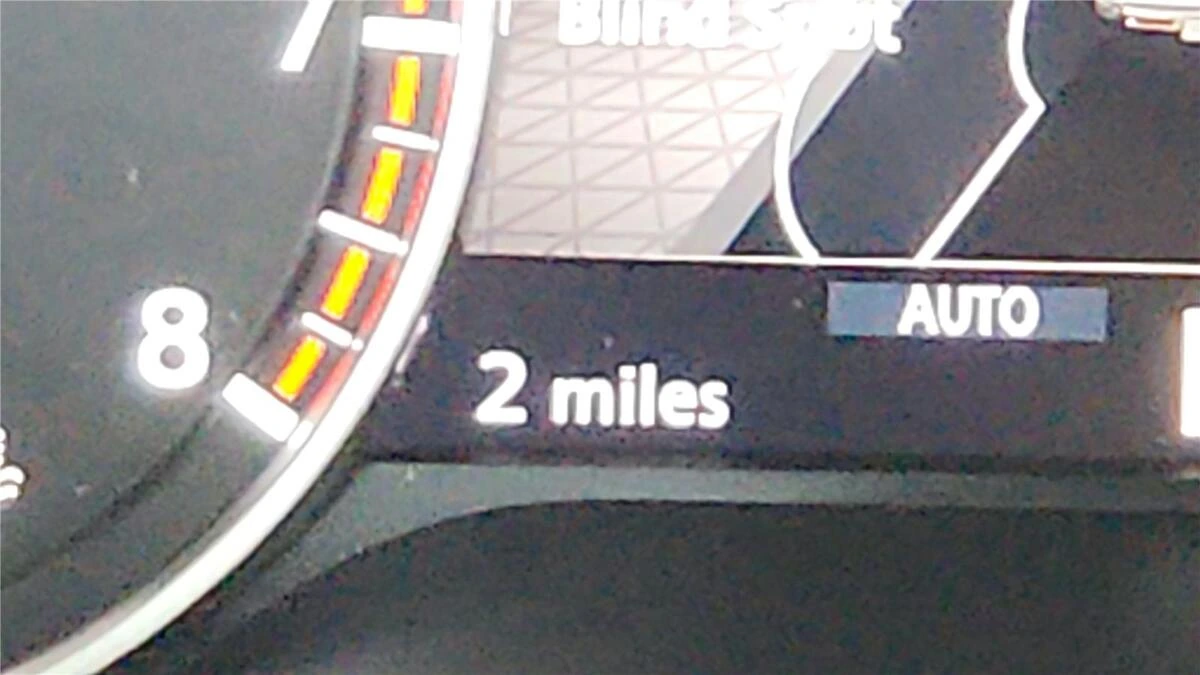 Blind Spot
AUTO
8
2 miles